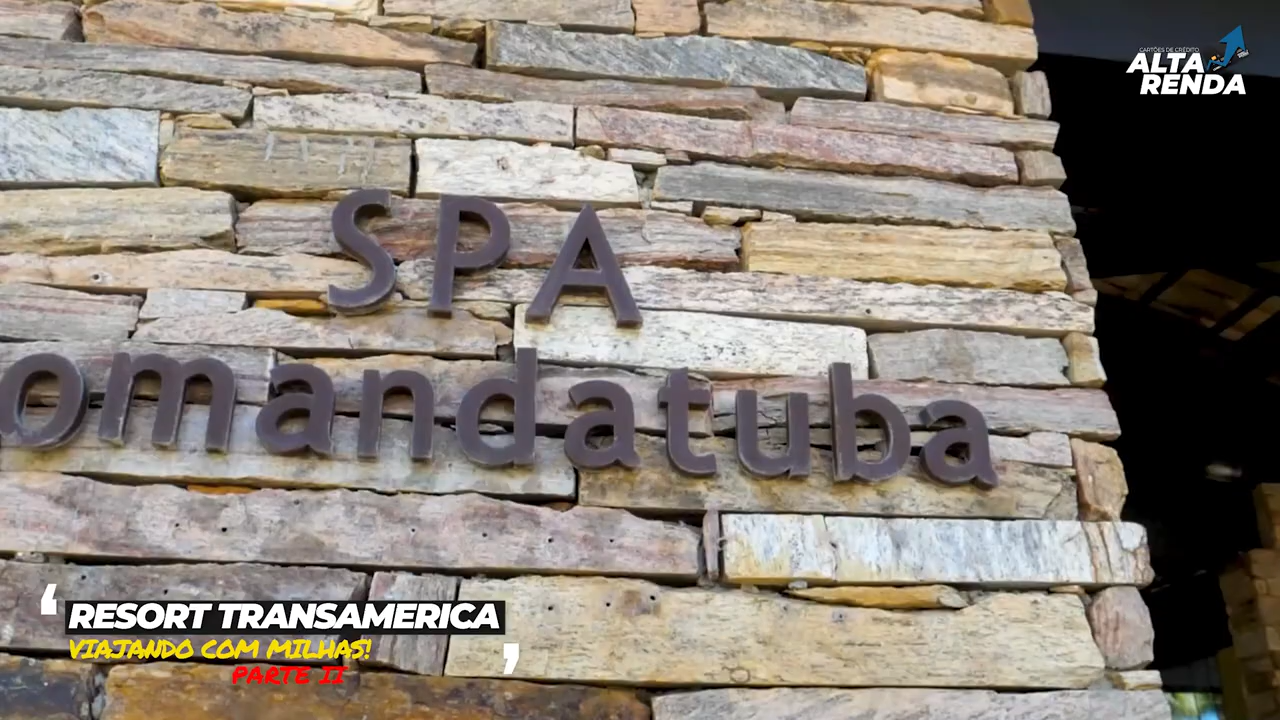 CARTÕES DE CRÉDITO
ALTA
RENDA
SPA
omandatuba
RESORT TRANSAMERICA
VIAJANDO COM MILHAS!
PARTE II